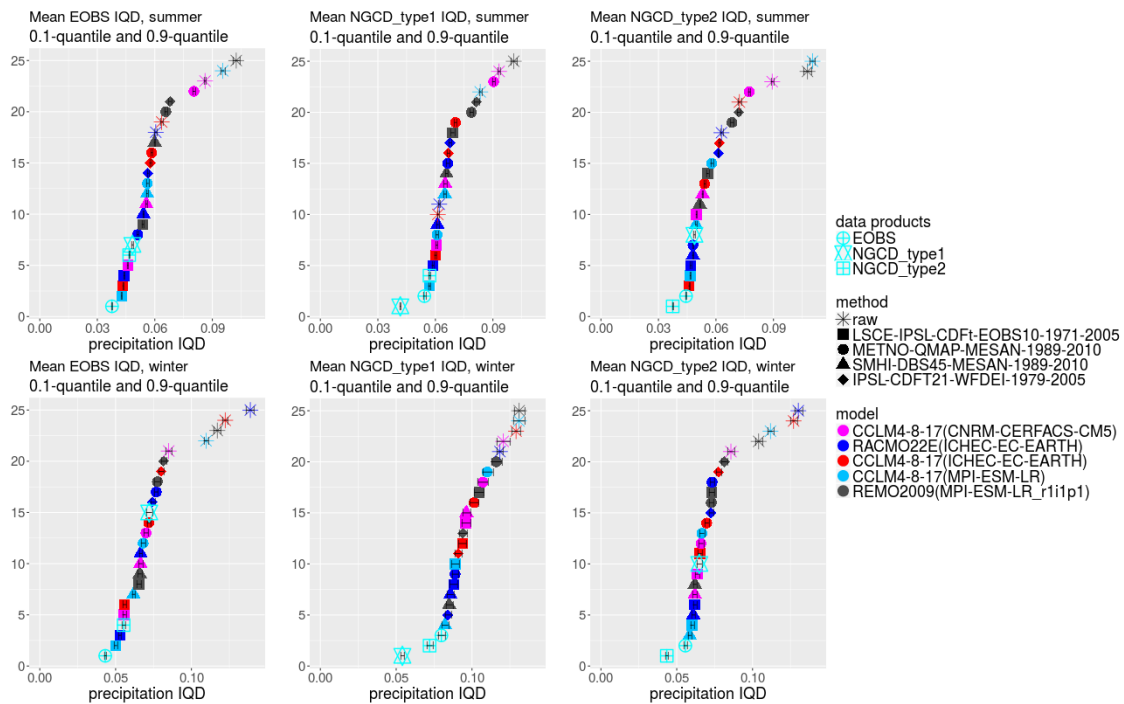 Mean EOBS IQD, summer
0.1-quantile and 0.9-quantile
25
20
15
10
5
0
0.00
0.03
0.06
0.09
precipitation IQD
Mean NGCD_type1 IQD, summer
0.1-quantile and 0.9-quantile
25
20
15
10
5
0
0.00
0.03
0.06
0.09
precipitation IQD
Mean NGCD_type2 IQD, summer
0.1-quantile and 0.9-quantile
25
20
15
10
5
0
0.00
0.03
0.06
0.09
precipitation IQD
Mean EOBS IQD, winter
0.1-quantile and 0.9-quantile
25
20
15
10
5
0
0.00
0.05
0.10
precipitation IQD
Mean NGCD_type1 IQD, winter
0.1-quantile and 0.9-quantile
25
20
15
10
5
0
0.00
0.05
0.10
precipitation IQD
Mean NGCD_type2 IQD, winter
0.1-quantile and 0.9-quantile
25
20
15
10
5
0
0.00
0.05
0.10
precipitation IQD
data products
EOBS
NGCD_type1
NGCD_type2
method
raw
LSCE-IPSL-CDFt-EOBS10-1971-2005
METNO-QMAP-MESAN-1989-2010
SMHI-DBS45-MESAN-1989-2010
IPSL-CDFT21-WFDEI-1979-2005
model
CCLM4-8-17(CNRM-CERFACS-CM5)
RACMO22E(ICHEC-EC-EARTH)
CCLM4-8-17(ICHEC-EC-EARTH)
CCLM4-8-17(MPI-ESM-LR)
REMO2009(MPI-ESM-LR_r1i1p1)